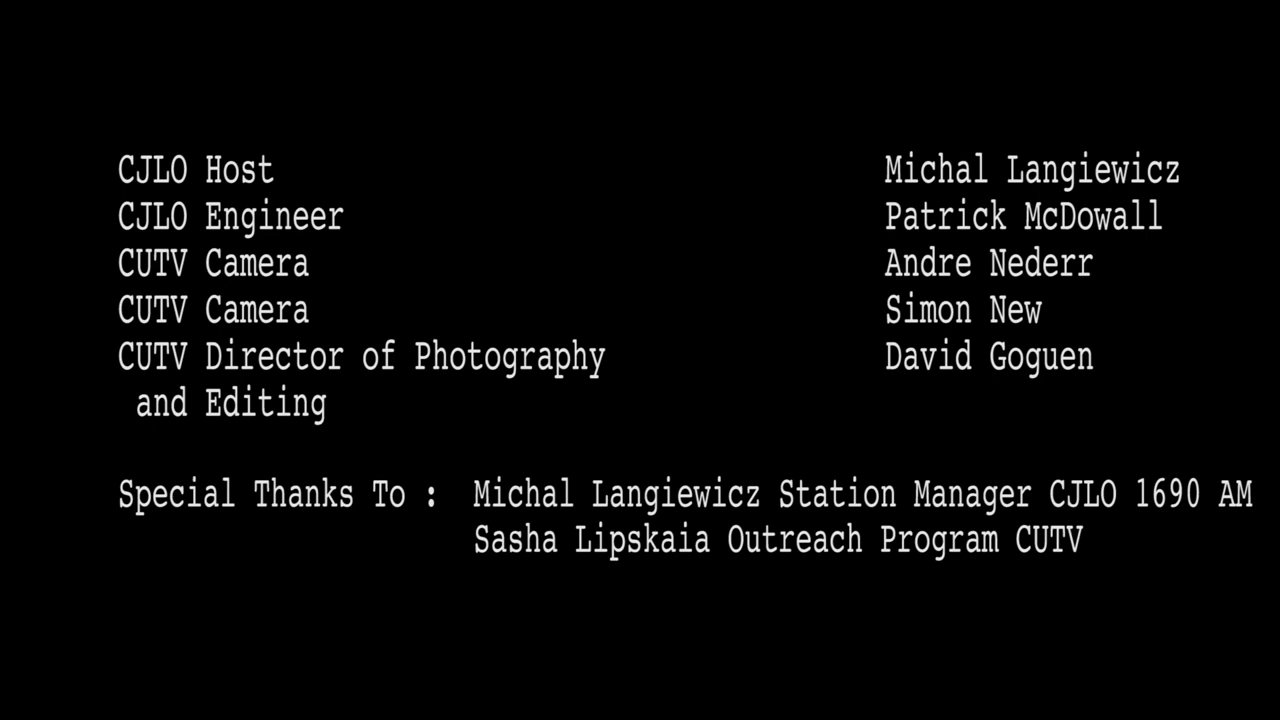 CJLO Host Michal Langiewicz
CJLO Engineer Patrick McDowall
CUTV Camera Andre Nederr
CUTV Camera Simon New
CUTV Director of Photography David Goguen
and Editing
Special Thanks To : Michal Langiewicz Station Manager CJLO 1690 AM
Sasha Lipskaia Outreach Program CUTV